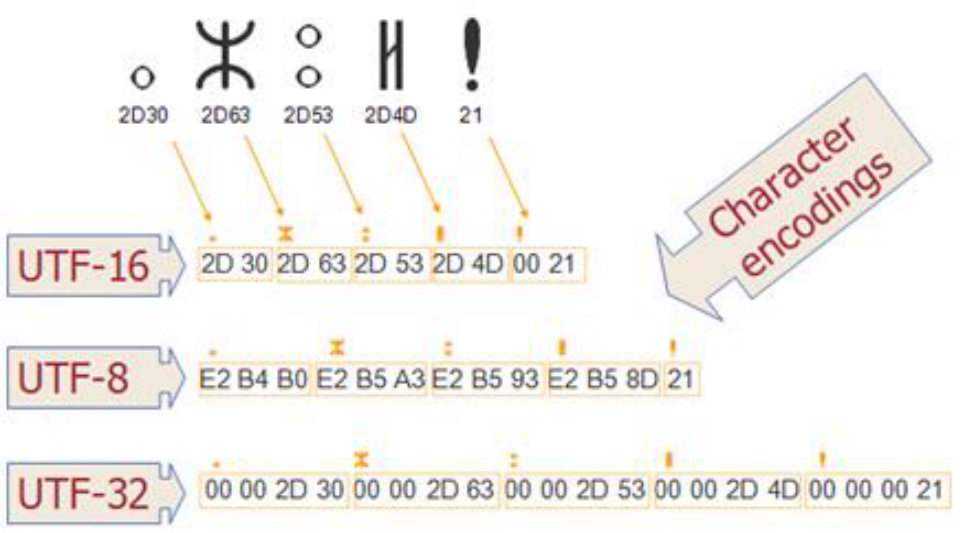 ⴰⵣⵓⵍ!
2D30 2D63 2D53 2D4D 21
Character
encodings
UTF-16
2D 30 2D 63 2D 53 2D 4D 00 21
UTF-8
E2 B4 B0 E2 B5 A3 E2 B5 93 E2 B5 8D 21
UTF-32
00 00 2D 30 00 00 2D 63 00 00 2D 53 00 00 2D 4D 00 00 00 21